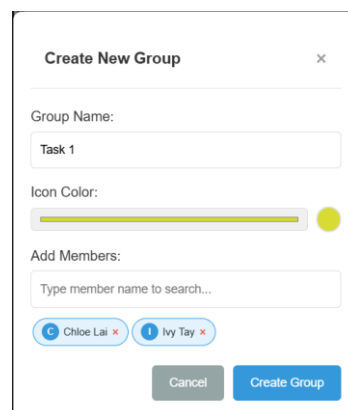 Create New Group ×
Group Name:
Task 1
Icon Color:
Add Members:
Type member name to search...
C Chloe Lai × I Ivy Tay ×
Cancel Create Group